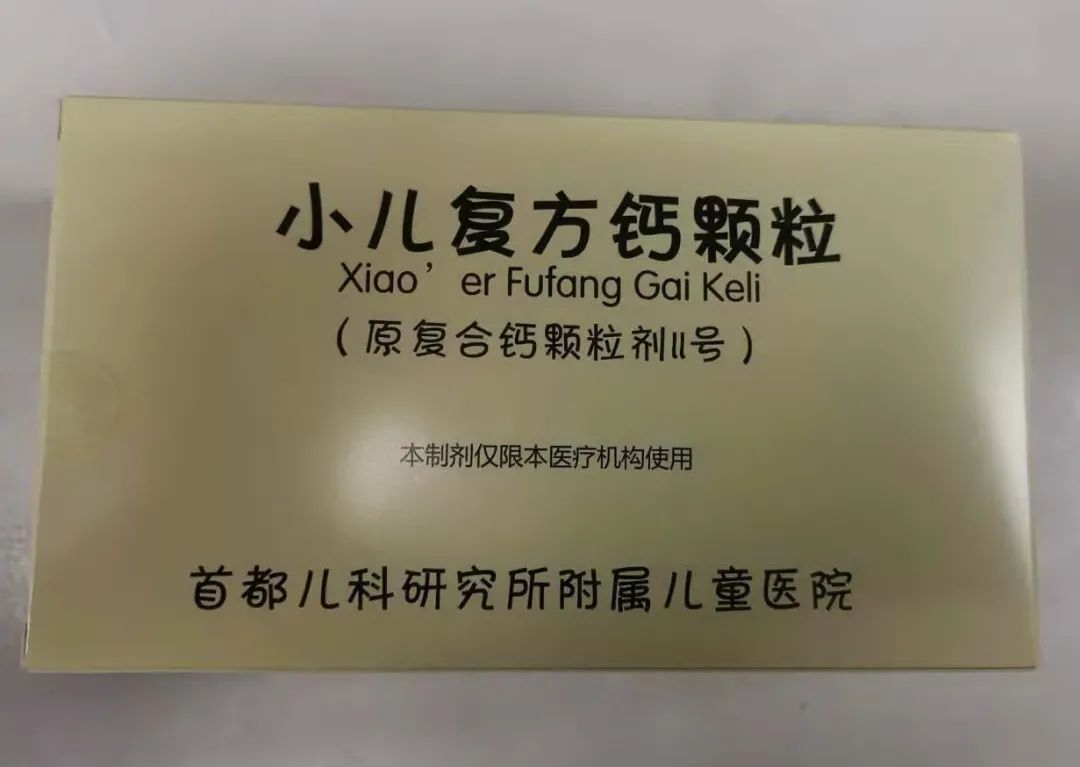 小儿复方钙颗粒
Xiao’er Fufang Gai Keli
（原复合钙颗粒剂II号）
本制剂仅限本医疗机构使用
首都儿科研究所附属儿童医院